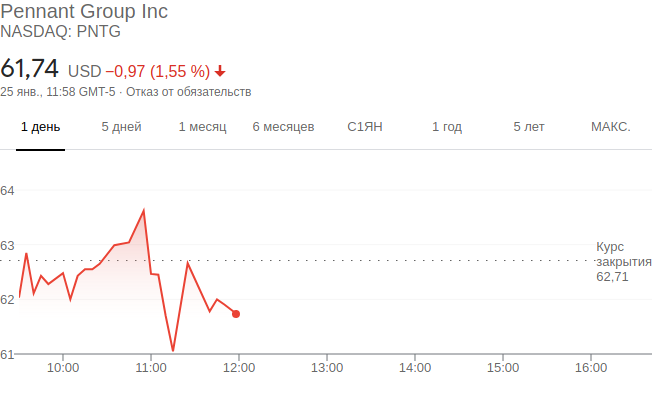 Pennant Group Inc
NASDAQ: PNTG
61,74 USD −0,97 (1,55 %)
25 янв., 11:58 GMT-5 · Отказ от обязательств
1 день 5 дней 1 месяц 6 месяцев С1ЯН 1 год 5 лет МАКС.
64
63
Курс
закрытия
62,71
62
61
10:00 11:00 12:00 13:00 14:00 15:00 16:00